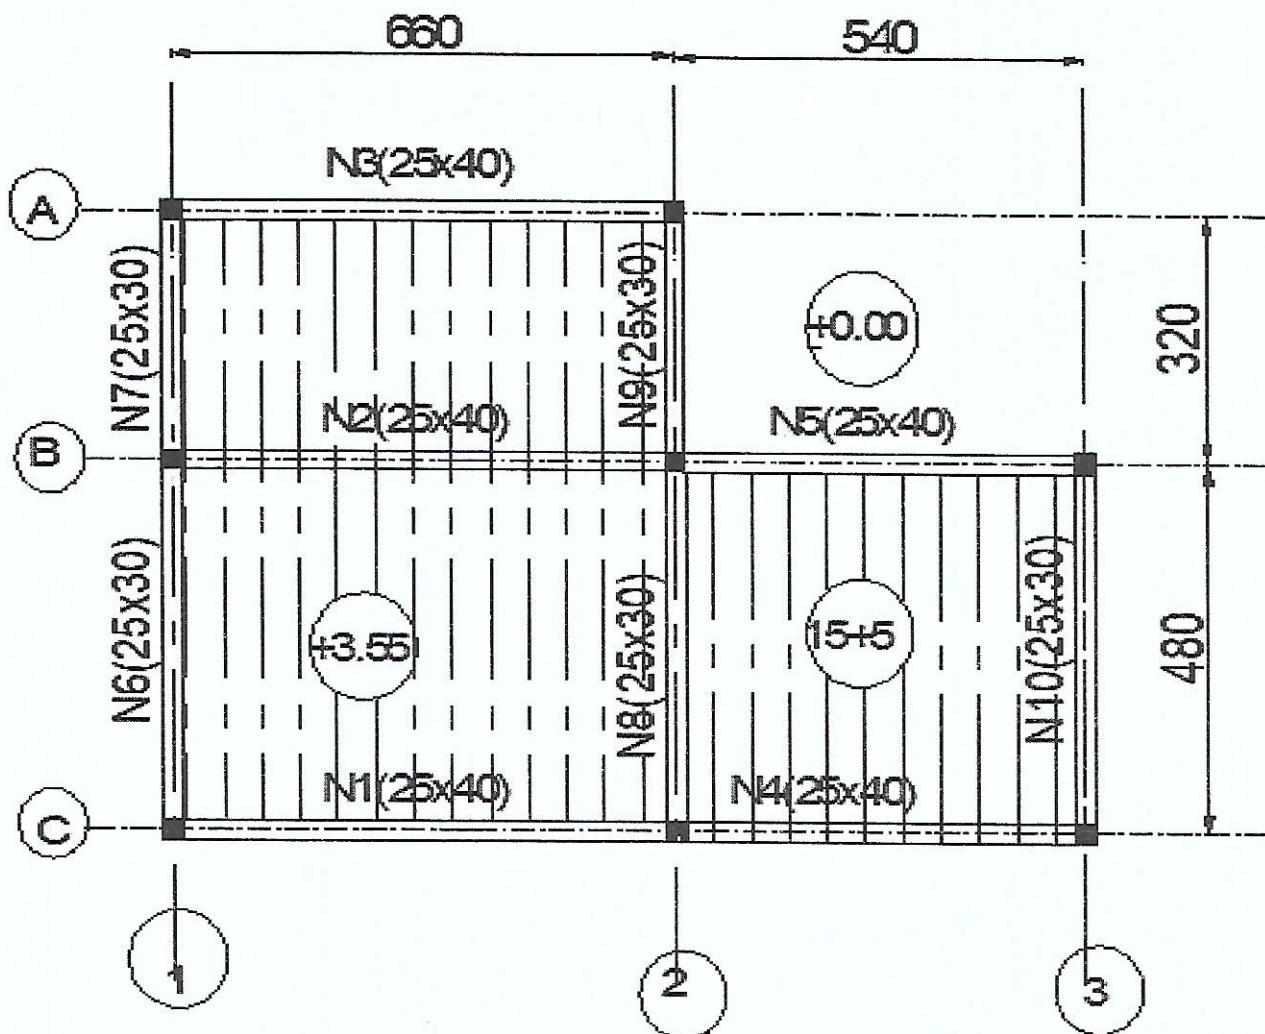 660
540
N3(25x40)
A
N7(25x30)
N9(25x30)
+0.00
320
N2(25x40)
N5(25x40)
B
N6(25x30)
+3.55
N8(25x30)
15+5
N10(25x30)
480
N1(25x40)
N4(25x40)
C
1
2
3